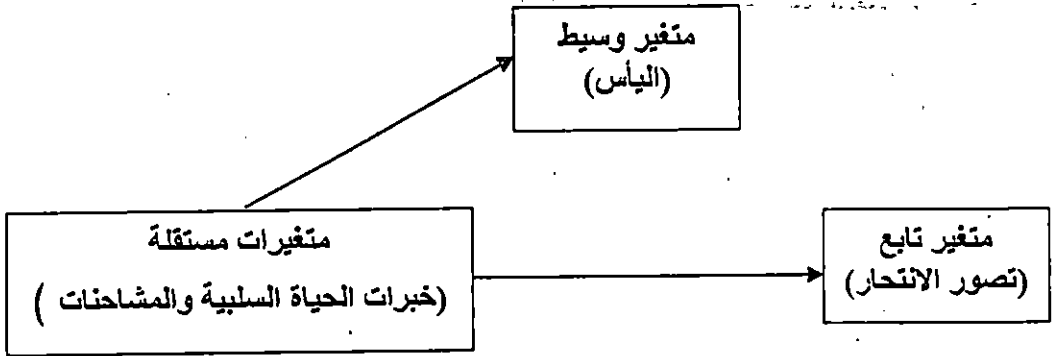 متغير وسيط
(اليأس)
متغيرات مستقلة
(خبرات الحياة السلبية والمشاحنات )
متغير تابع
(تصور الانتحار)